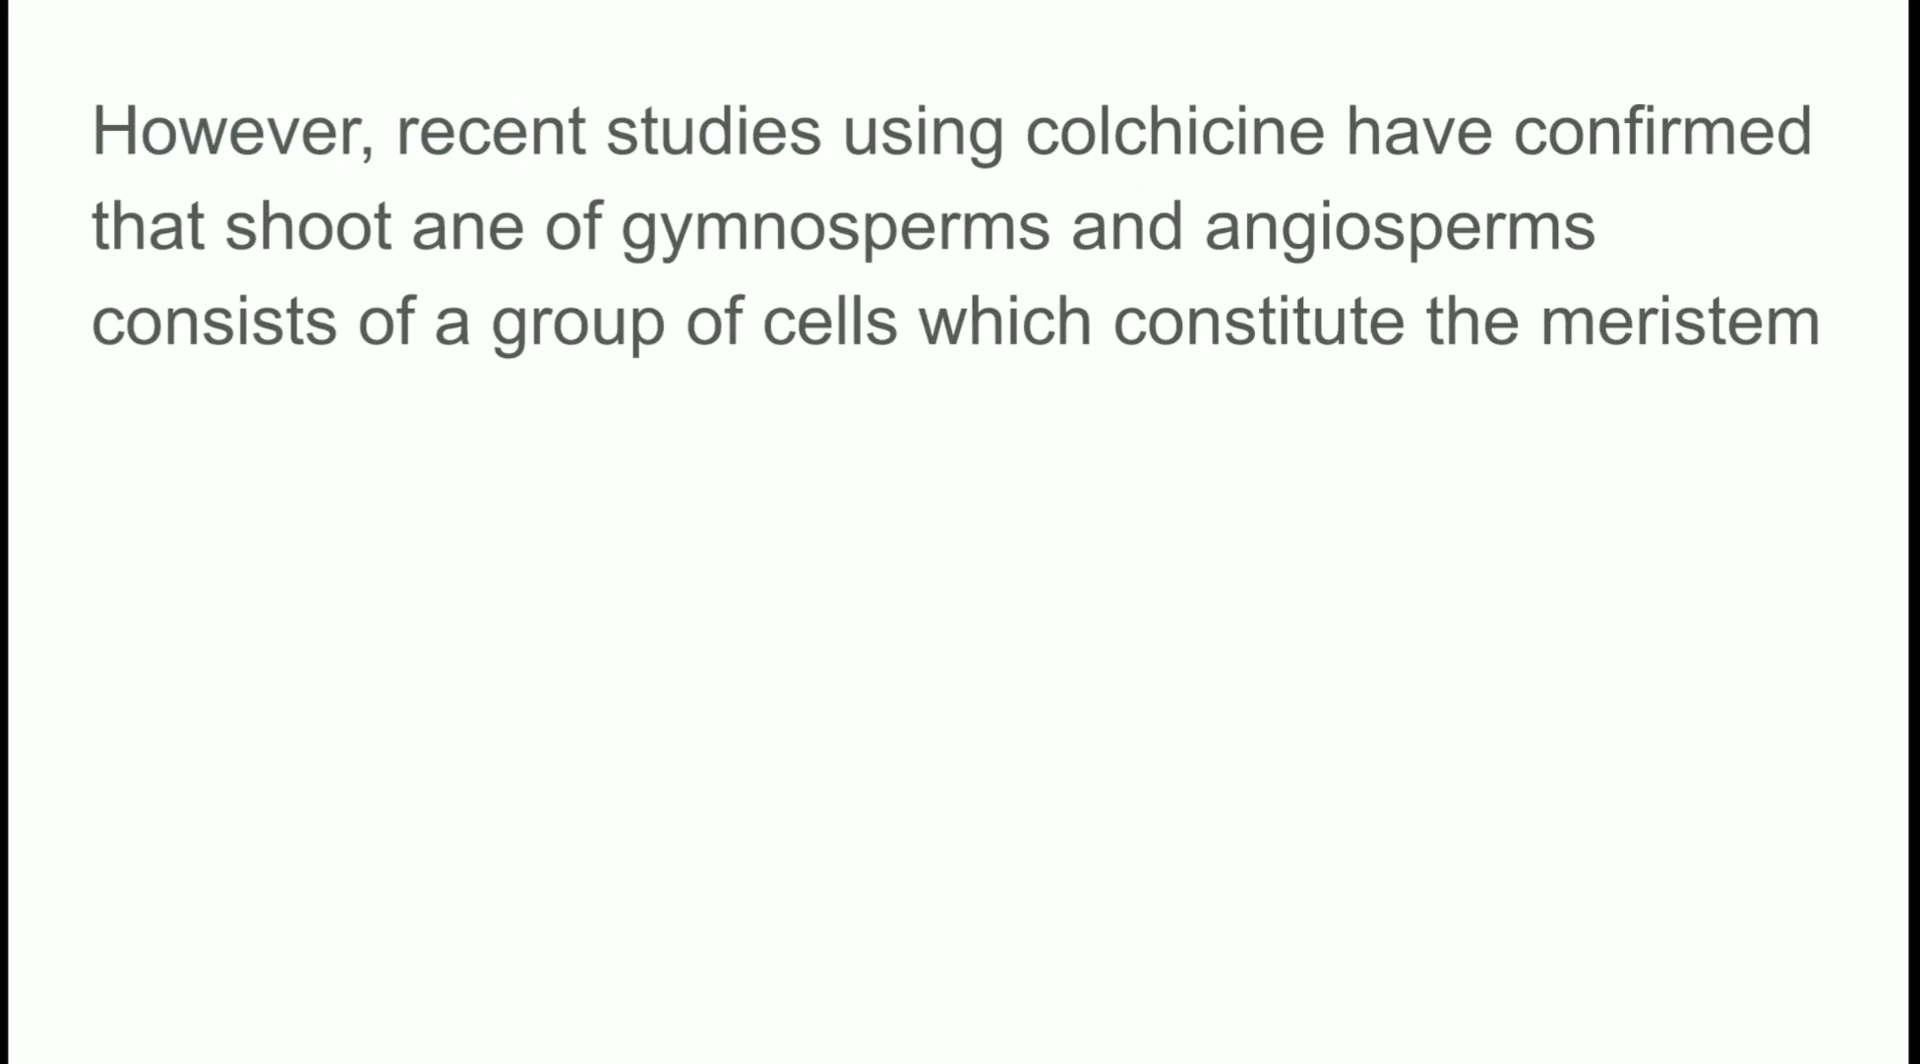 However, recent studies using colchicine have confirmed
that shoot ane of gymnosperms and angiosperms
consists of a group of cells which constitute the meristem